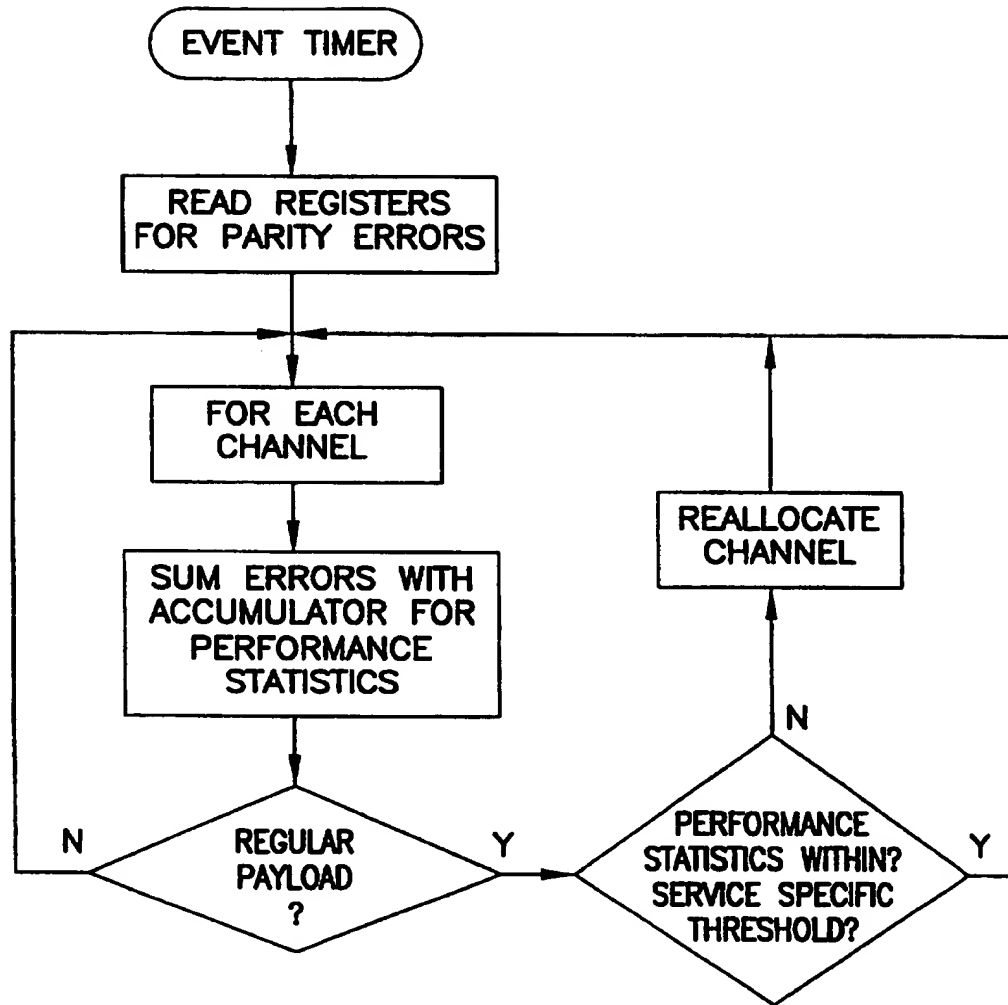 EVENT TIMER
READ REGISTERS
FOR PARITY ERRORS
FOR EACH
CHANNEL
SUM ERRORS WITH
ACCUMULATOR FOR
PERFORMANCE
STATISTICS
REALLOCATE
CHANNEL
N
REGULAR
PAYLOAD
?
Y
N
PERFORMANCE
STATISTICS WITHIN?
SERVICE SPECIFIC
THRESHOLD?
Y